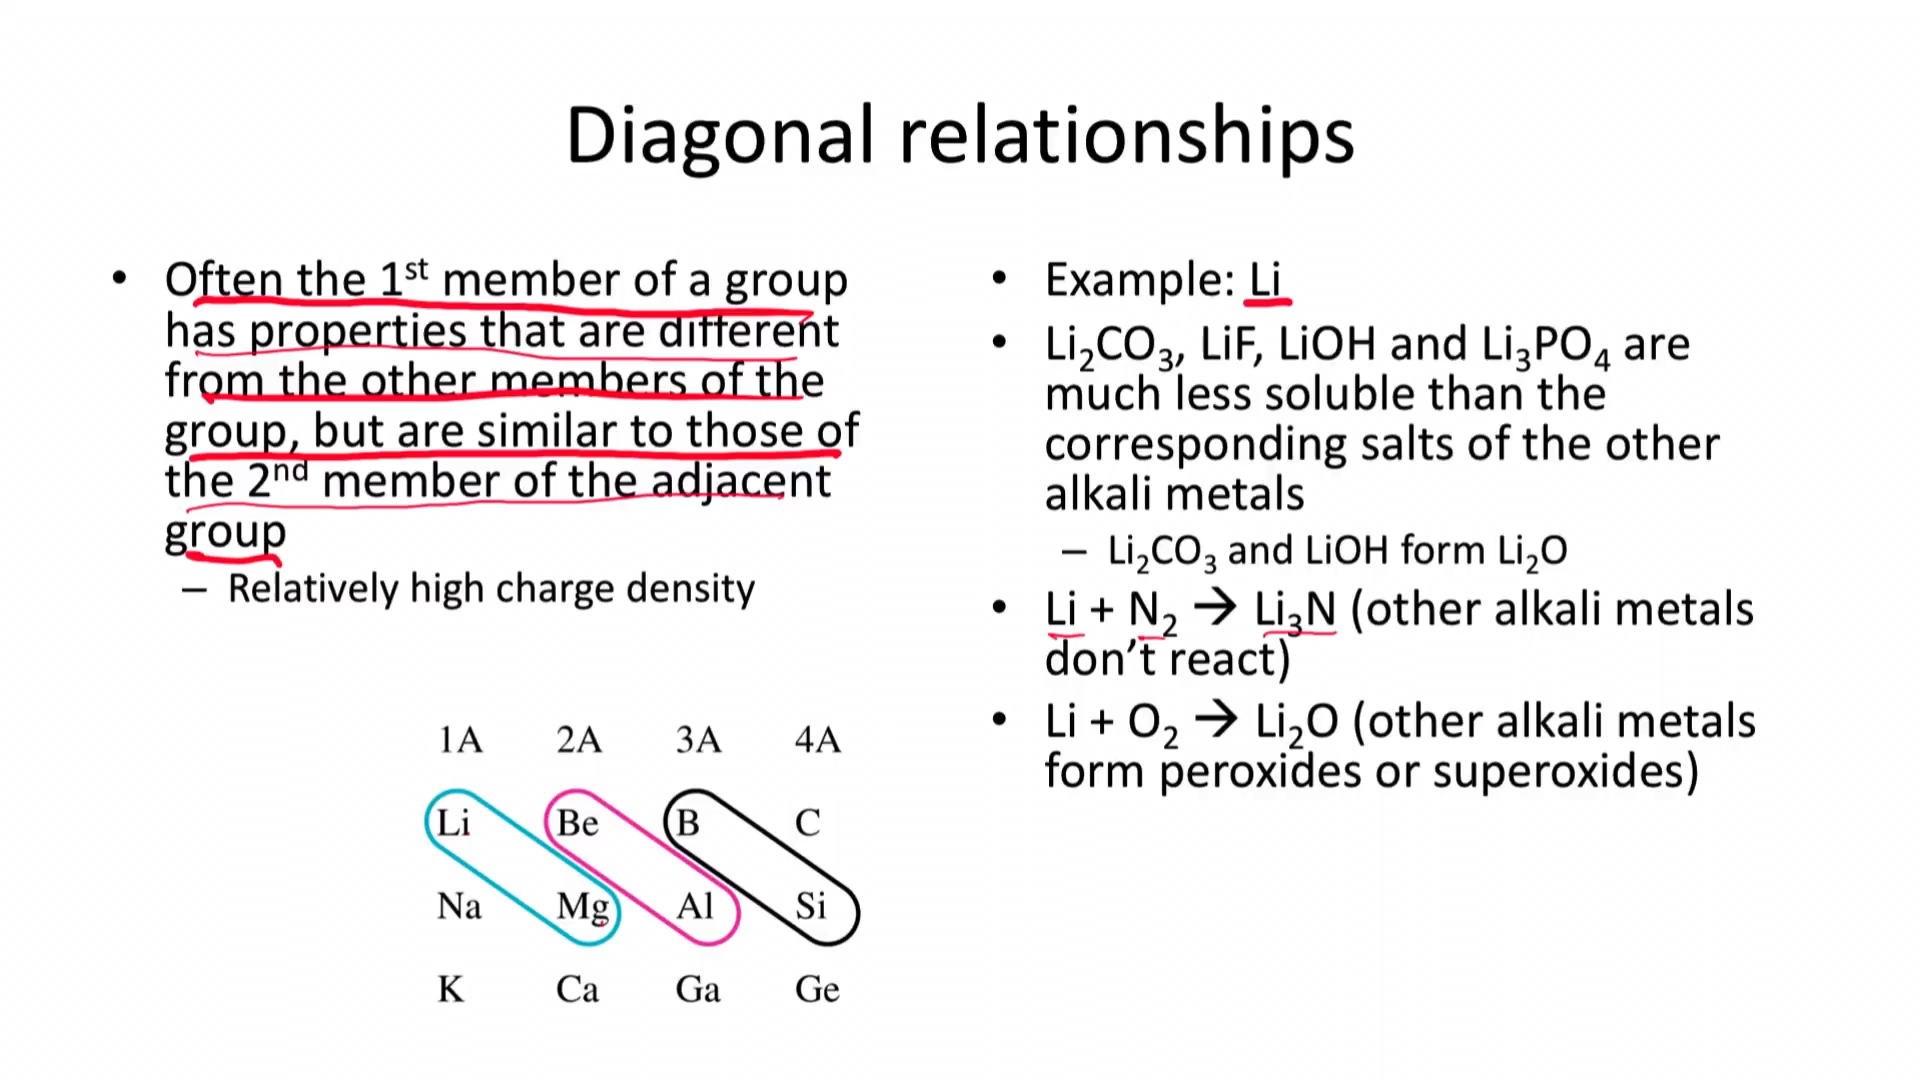 Diagonal relationships
• Often the 1st member of a group
has properties that are different
from the other members of the
group, but are similar to those of
the 2nd member of the adjacent
group
– Relatively high charge density
1A 2A 3A 4A
Li Be B C
Na Mg Al Si
K Ca Ga Ge
• Example: Li
• Li₂CO₃, LiF, LiOH and Li₃PO₄ are
much less soluble than the
corresponding salts of the other
alkali metals
– Li₂CO₃ and LiOH form Li₂O
• Li + N₂ → Li₃N (other alkali metals
don’t react)
• Li + O₂ → Li₂O (other alkali metals
form peroxides or superoxides)